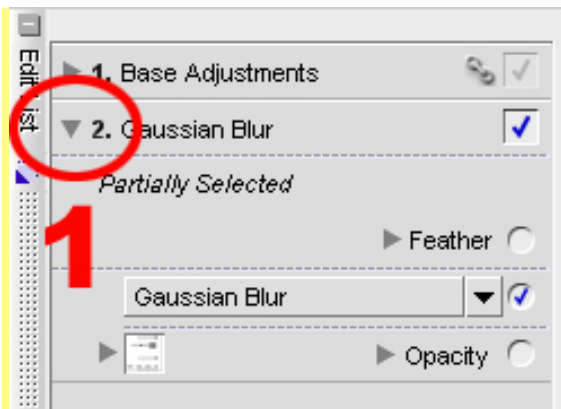 Edit List
1. Base Adjustments
2. Gaussian Blur
Partially Selected
1
Feather
Gaussian Blur
Opacity